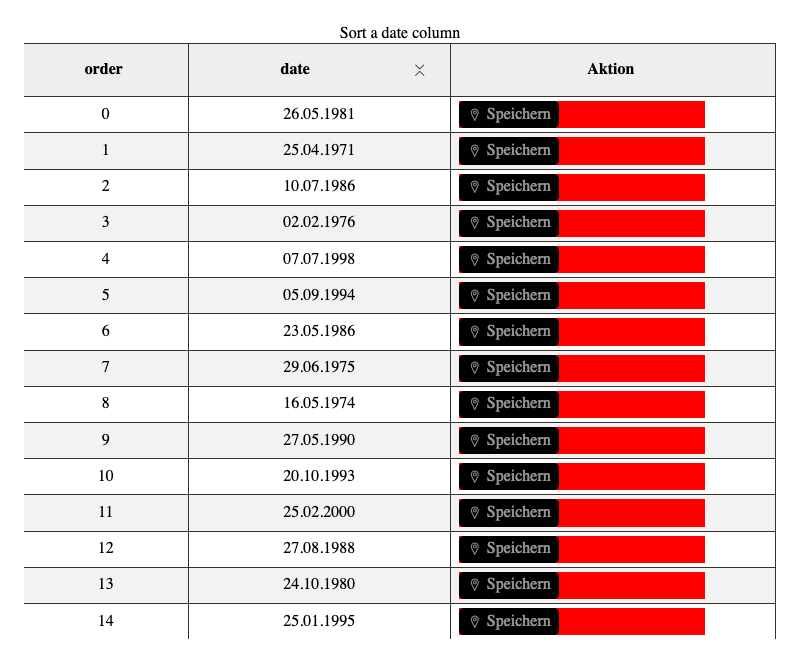 Sort a date column
order date Aktion
0 26.05.1981 Speichern
1 25.04.1971 Speichern
2 10.07.1986 Speichern
3 02.02.1976 Speichern
4 07.07.1998 Speichern
5 05.09.1994 Speichern
6 23.05.1986 Speichern
7 29.06.1975 Speichern
8 16.05.1974 Speichern
9 27.05.1990 Speichern
10 20.10.1993 Speichern
11 25.02.2000 Speichern
12 27.08.1988 Speichern
13 24.10.1980 Speichern
14 25.01.1995 Speichern